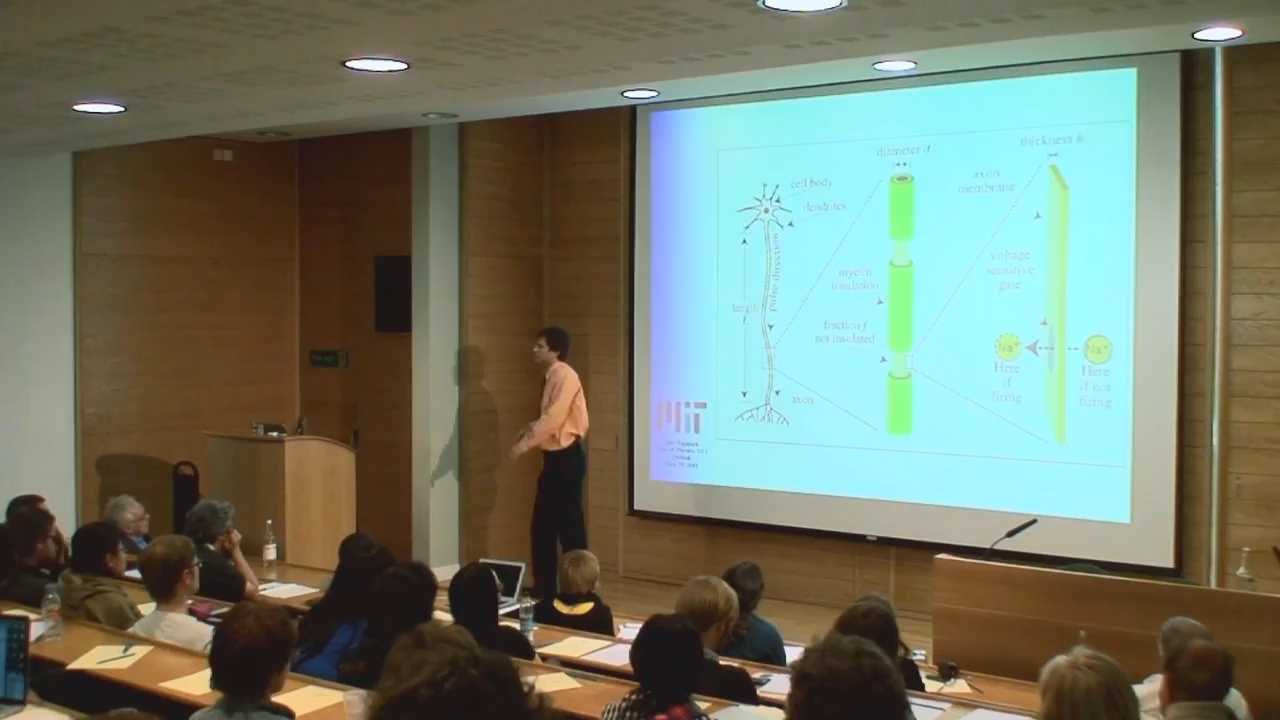 diameter d
thickness h
cell body
axon
membrane
dendrites
pulse direction
myelin
insulation
voltage
sensitive
gate
length
fraction f
not insulated
Na+
Na+
Here
if
firing
Here
if not
firing
axon
MIT